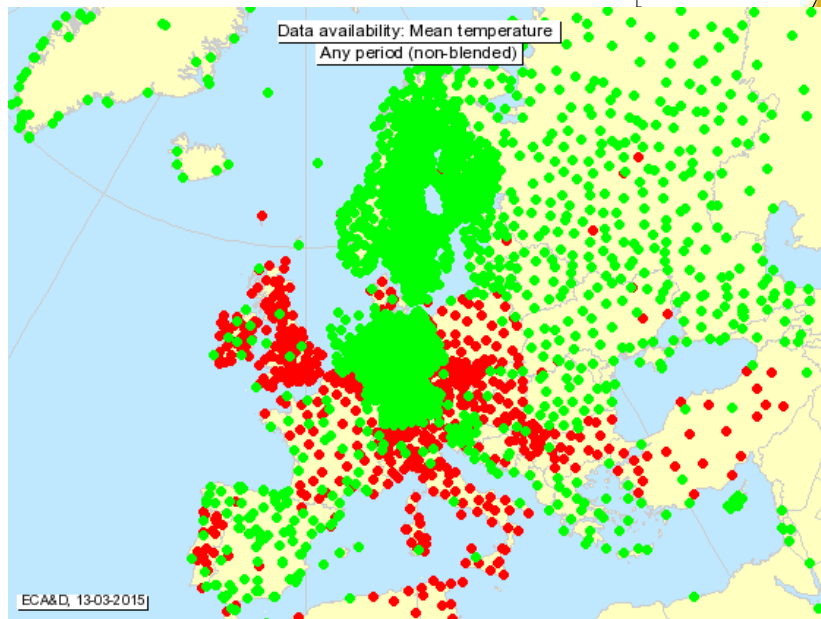 Data availability: Mean temperature
Any period (non-blended)
ECA&D, 13-03-2015